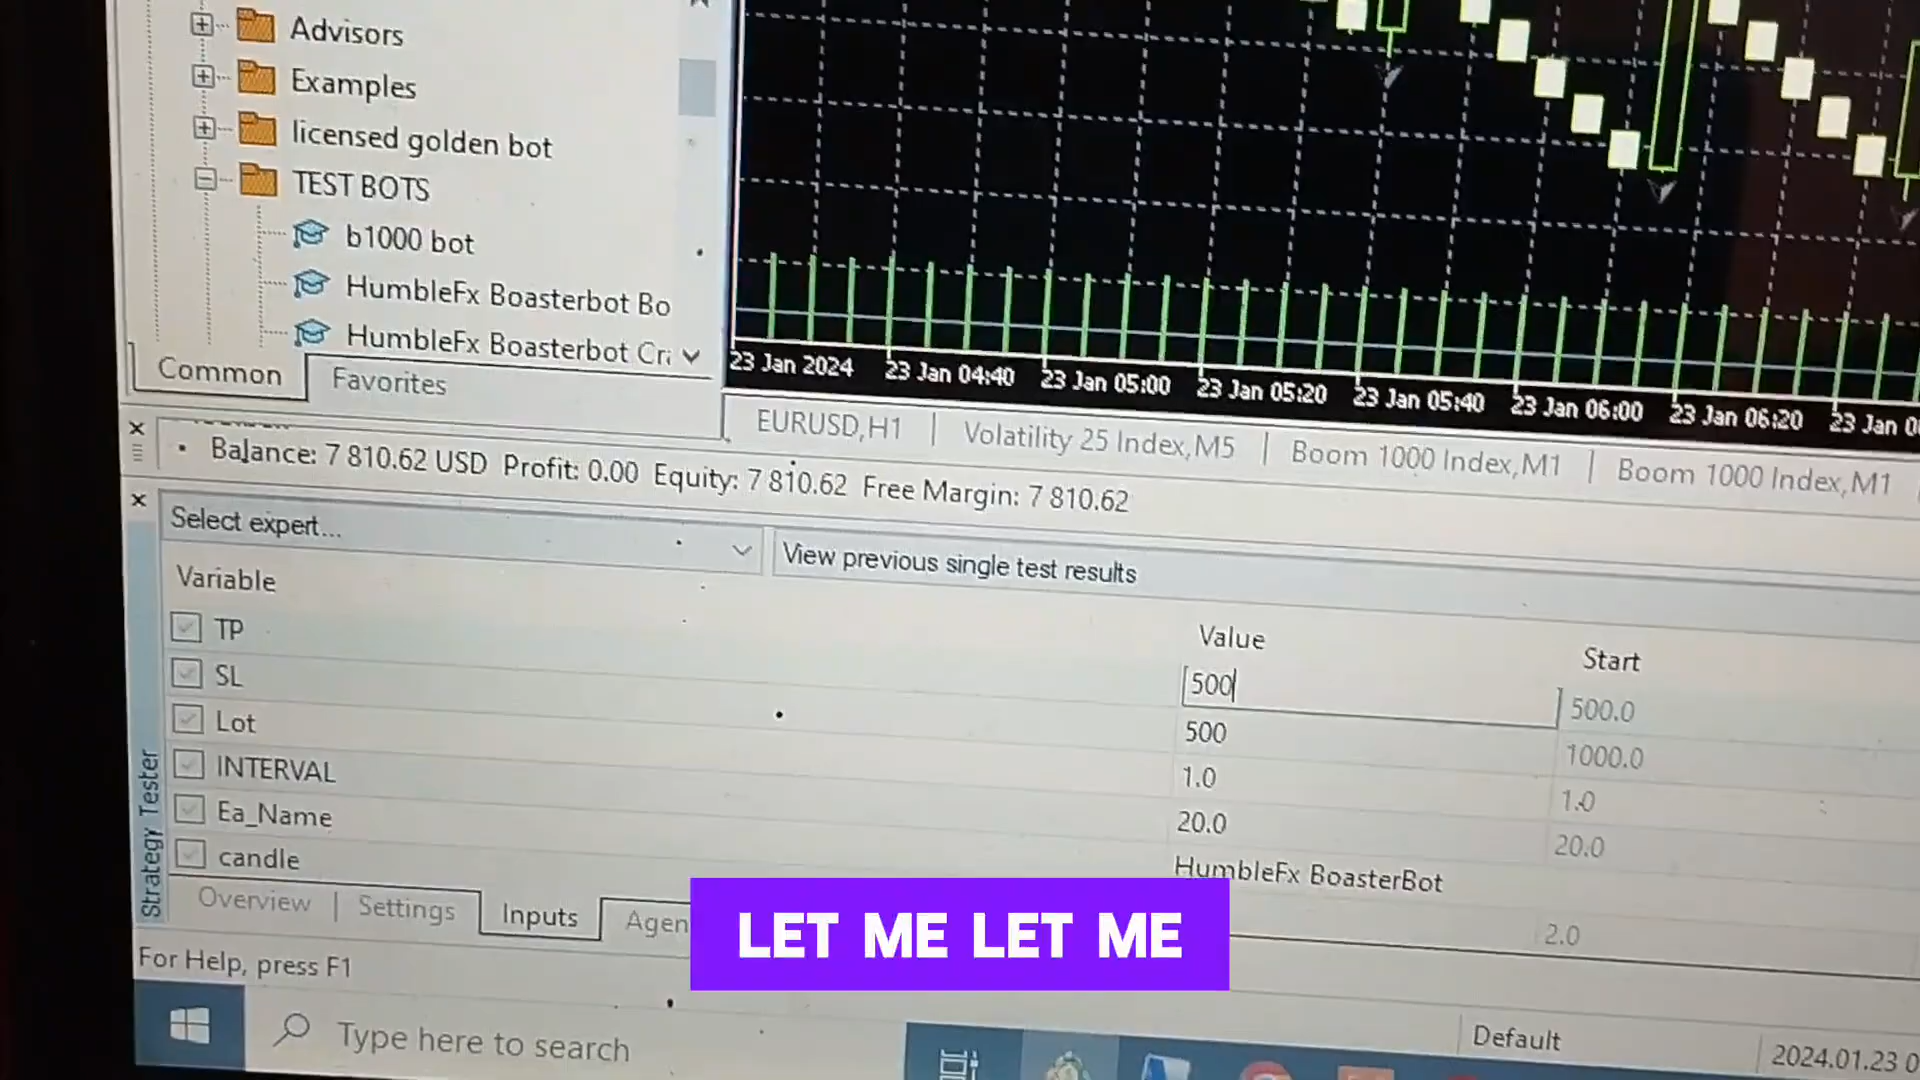 Advisors
Examples
licensed golden bot
TEST BOTS
b1000 bot
HumbleFx Boasterbot Bo
HumbleFx Boasterbot Cr
Common
Favorites
23 Jan 2024
23 Jan 04:40
23 Jan 05:00
23 Jan 05:20
23 Jan 05:40
23 Jan 06:00
23 Jan 06:20
23 Jan 0
EURUSD,H1
Volatility 25 Index,M5
Boom 1000 Index,M1
Boom 1000 Index,M1
Balance: 7 810.62 USD Profit: 0.00 Equity: 7 810.62 Free Margin: 7 810.62
Select expert...
View previous single test results
Variable
Value
Start
TP
500
500.0
SL
500
1000.0
Lot
1.0
1.0
INTERVAL
20.0
20.0
Ea_Name
HumbleFx BoasterBot
candle
2.0
Strategy Tester
Overview
Settings
Inputs
Agen
LET ME LET ME
For Help, press F1
Default
2024.01.23 0
Type here to search